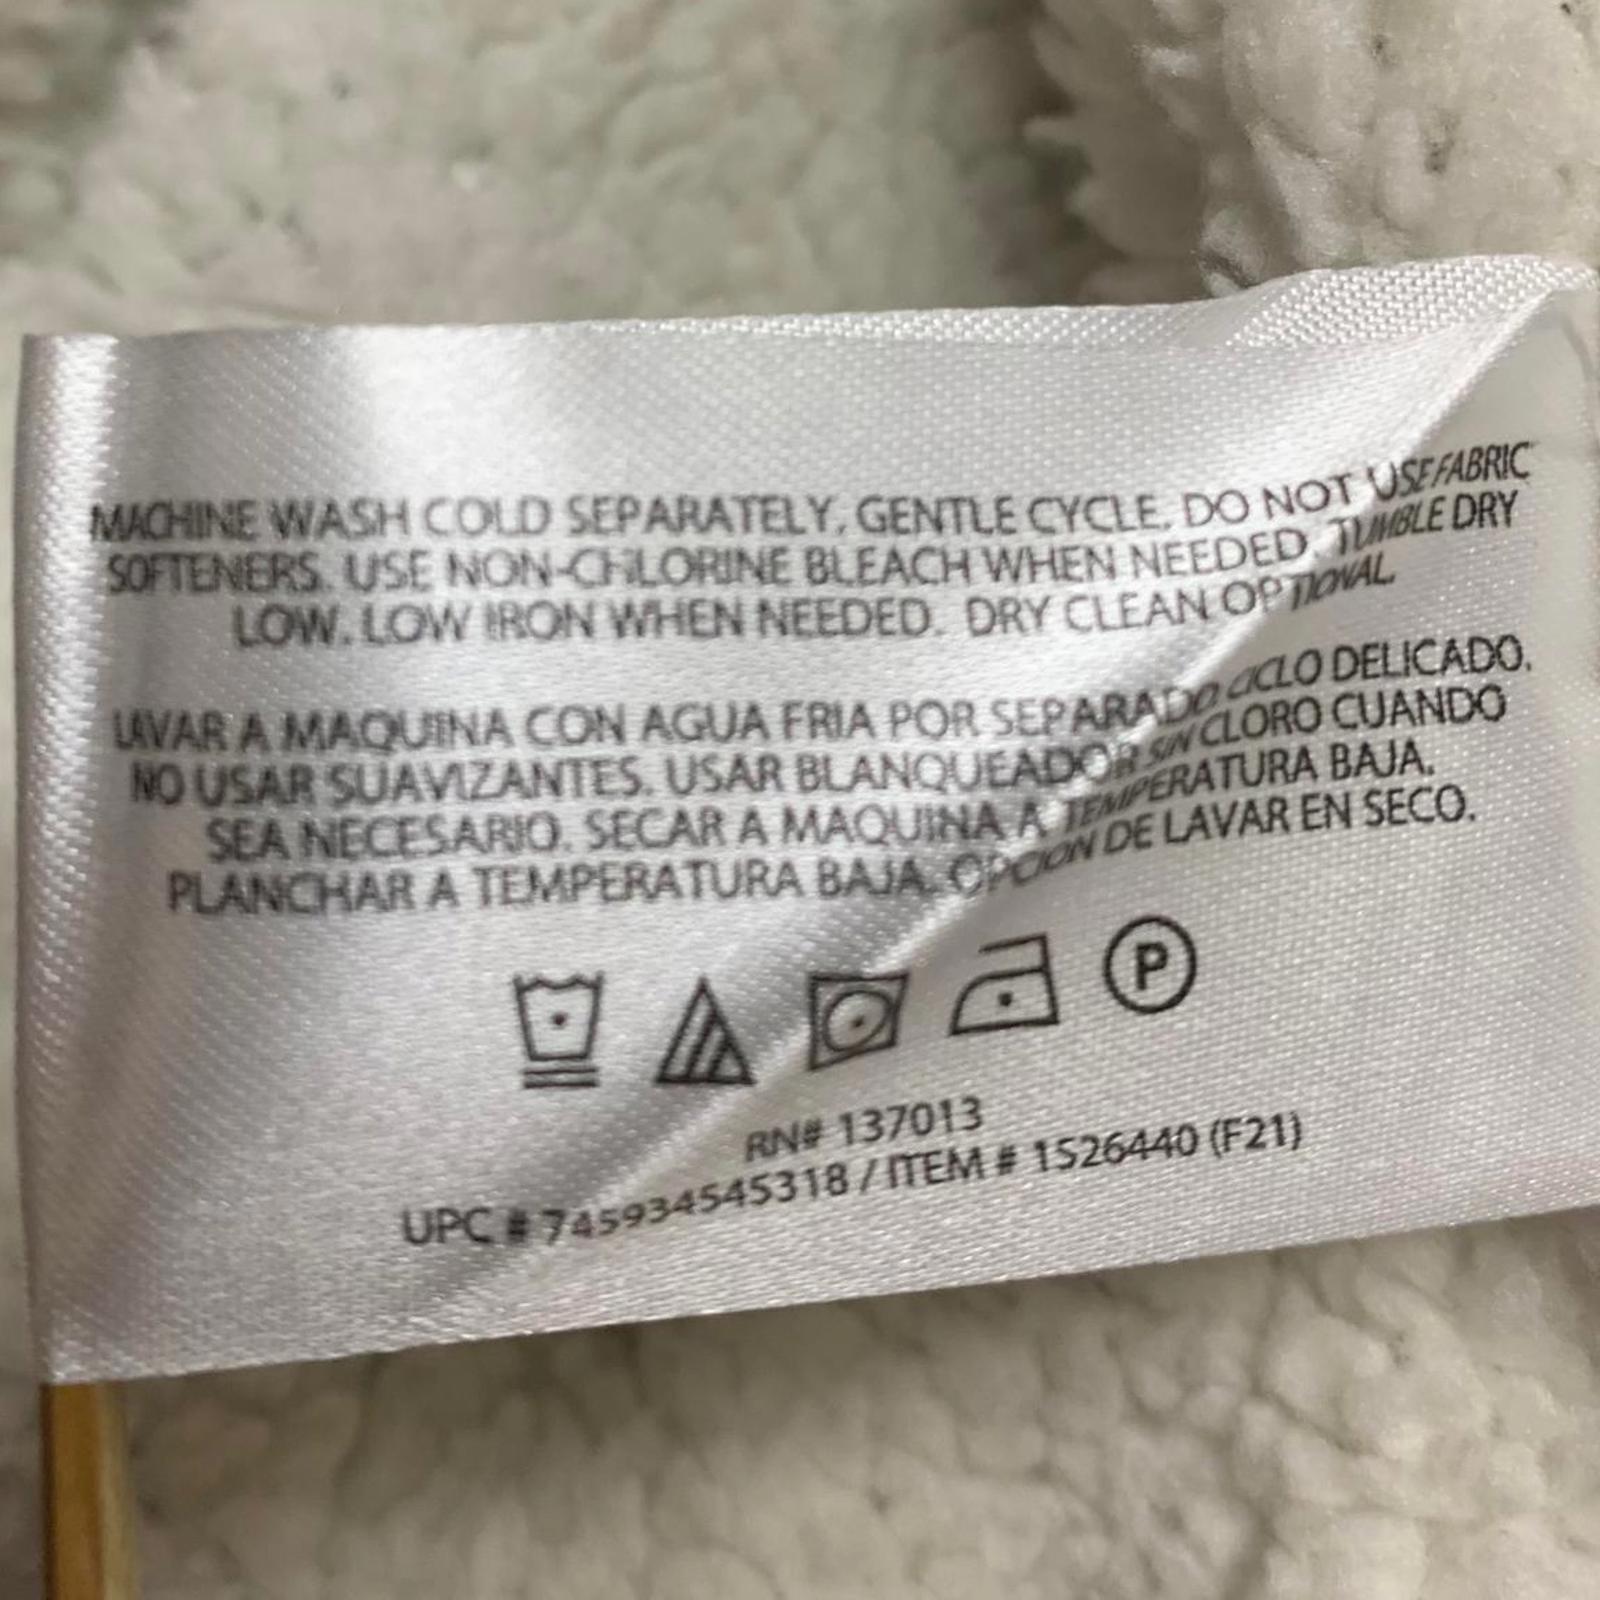 MACHINE WASH COLD SEPARATELY, GENTLE CYCLE. DO NOT USE FABRIC
SOFTENERS. USE NON-CHLORINE BLEACH WHEN NEEDED. TUMBLE DRY
LOW. LOW IRON WHEN NEEDED. DRY CLEAN OPTIONAL.
LAVAR A MAQUINA CON AGUA FRIA POR SEPARADO CICLO DELICADO.
NO USAR SUAVIZANTES. USAR BLANQUEADOR SIN CLORO CUANDO
SEA NECESARIO. SECAR A MAQUINA A TEMPERATURA BAJA.
PLANCHAR A TEMPERATURA BAJA. OPCION DE LAVAR EN SECO.
P
RN# 137013
UPC # 745934545318 / ITEM # 1526440 (F21)